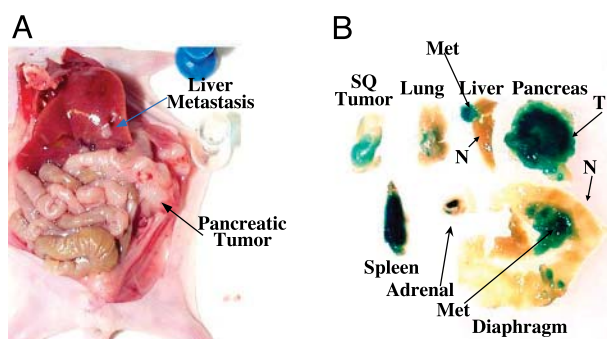 A
Liver
Metastasis
Pancreatic
Tumor
B
Met
SQ
Tumor
Lung
Liver
Pancreas
T
N
N
Spleen
Adrenal
Met
Diaphragm